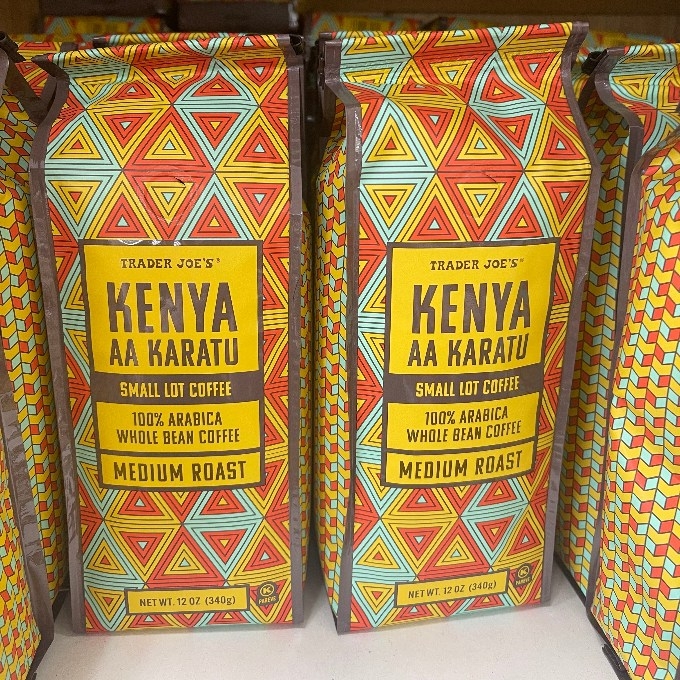 TRADER JOE'S®
KENYA
AA KARATU
SMALL LOT COFFEE
100% ARABICA
WHOLE BEAN COFFEE
MEDIUM ROAST
NET WT. 12 OZ (340g)
K
PAREVE
TRADER JOE'S®
KENYA
AA KARATU
SMALL LOT COFFEE
100% ARABICA
WHOLE BEAN COFFEE
MEDIUM ROAST
NET WT. 12 OZ (340g)
K
PAREVE